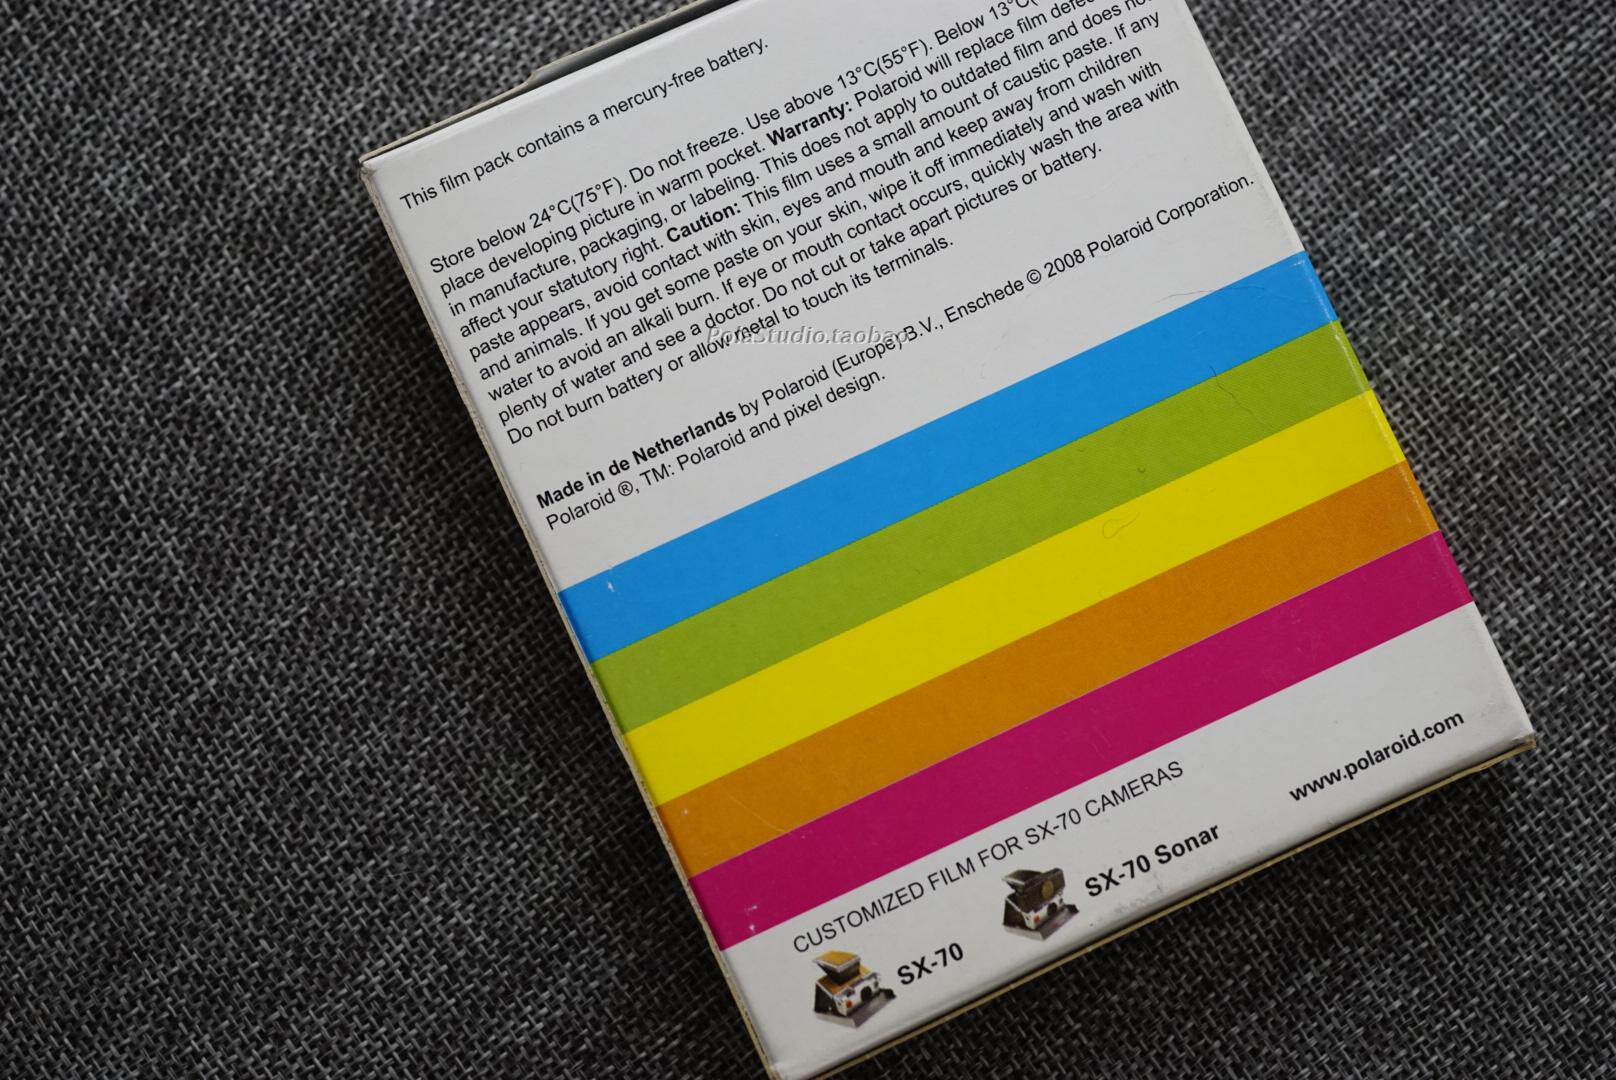 This film pack contains a mercury-free battery.
Store below 24°C(75°F). Do not freeze. Use above 13°C(55°F). Below 13°C(
place developing picture in warm pocket. Warranty: Polaroid will replace film
in manufacture, packaging, or labeling. This does not apply to outdated film and does
affect your statutory right. Caution: This film uses a small amount of caustic paste. If any
paste appears, avoid contact with skin, eyes and mouth and keep away from children
and animals. If you get some paste on your skin, wipe it off immediately and wash with
water to avoid an alkali burn. If eye or mouth contact occurs, quickly wash the area with
plenty of water and see a doctor. Do not cut or take apart pictures or battery.
Do not burn battery or allow metal to touch its terminals.
PolaStudio.taobao
Made in de Netherlands by Polaroid (Europe) B.V., Enschede © 2008 Polaroid Corporation.
Polaroid ®, TM: Polaroid and pixel design.
CUSTOMIZED FILM FOR SX-70 CAMERAS
www.polaroid.com
SX-70
SX-70 Sonar